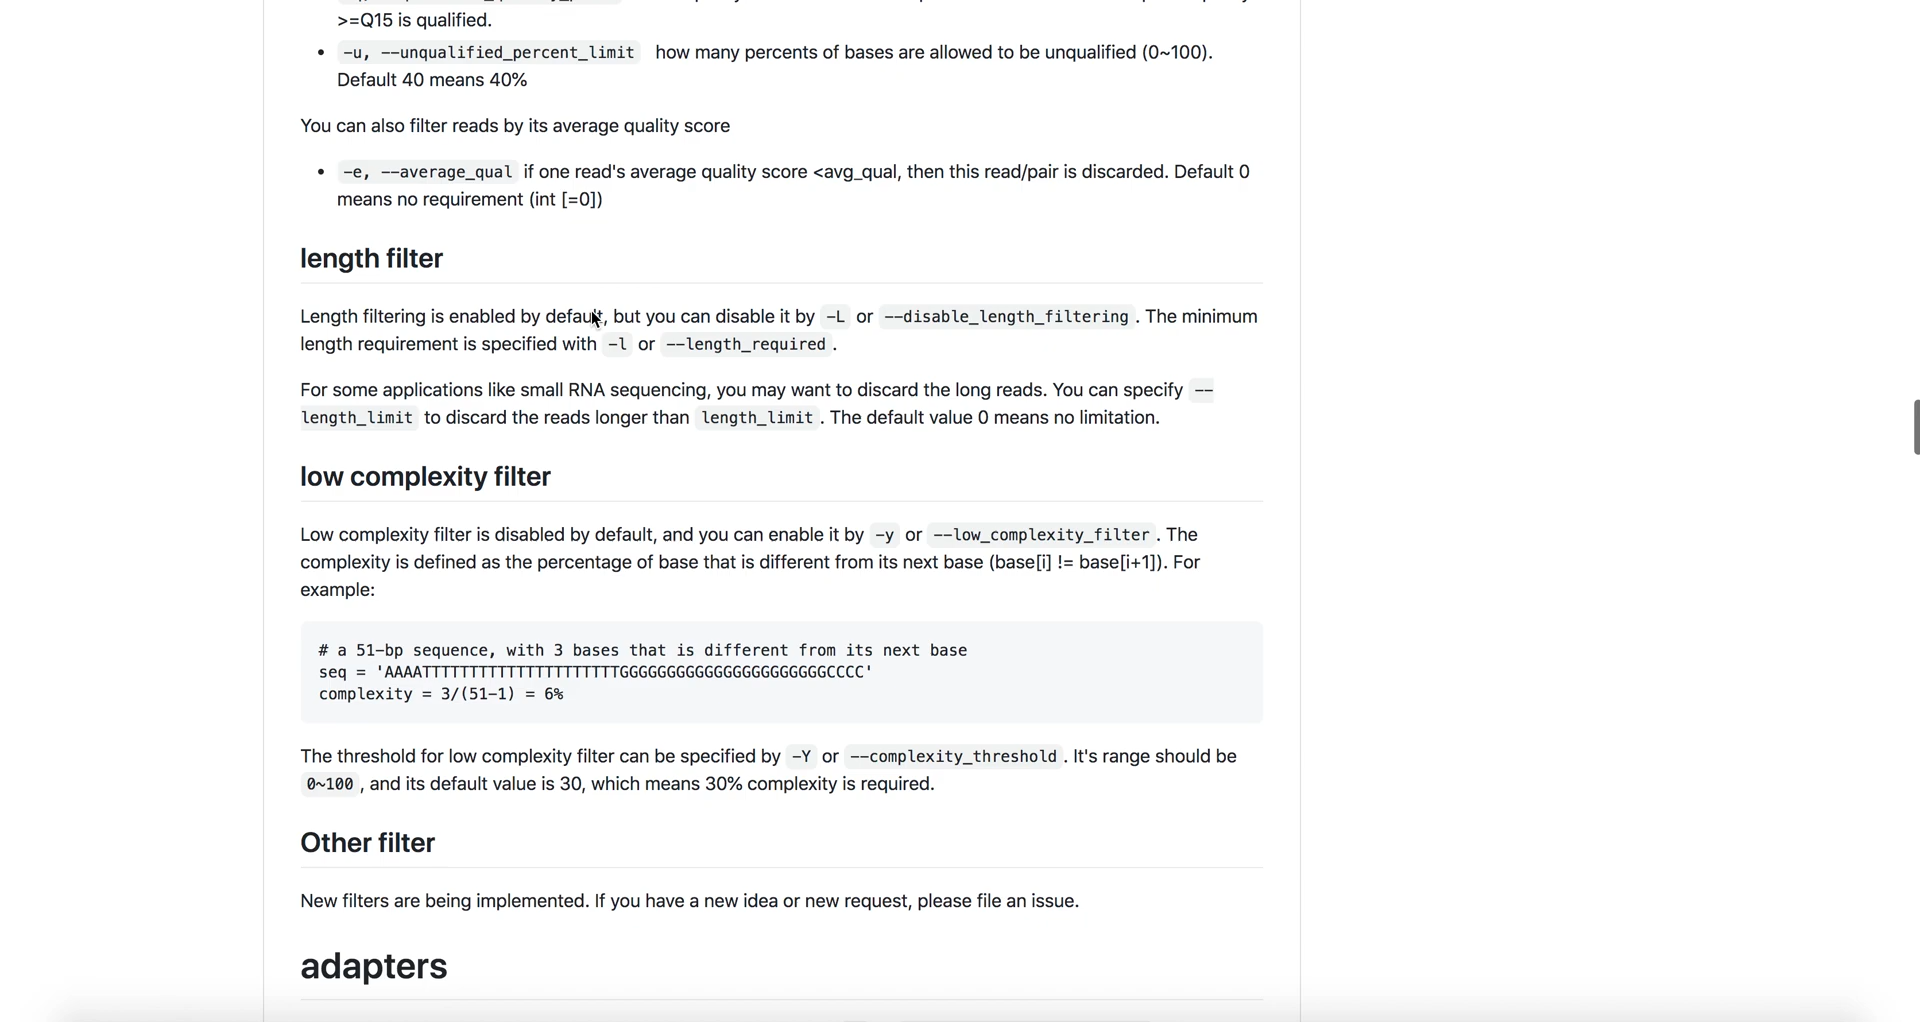 >=Q15 is qualified.
• -u, --unqualified_percent_limit how many percents of bases are allowed to be unqualified (0~100).
Default 40 means 40%
You can also filter reads by its average quality score
• -e, --average_qual if one read's average quality score <avg_qual, then this read/pair is discarded. Default 0
means no requirement (int [=0])
length filter
Length filtering is enabled by default, but you can disable it by -L or --disable_length_filtering . The minimum
length requirement is specified with -l or --length_required .
For some applications like small RNA sequencing, you may want to discard the long reads. You can specify --
length_limit to discard the reads longer than length_limit . The default value 0 means no limitation.
low complexity filter
Low complexity filter is disabled by default, and you can enable it by -y or --low_complexity_filter . The
complexity is defined as the percentage of base that is different from its next base (base[i] != base[i+1]). For
example:
# a 51-bp sequence, with 3 bases that is different from its next base
seq = 'AAAATTTTTTTTTTTTTTTTTTTTTGGGGGGGGGGGGGGGGGGGGGGCCCC'
complexity = 3/(51-1) = 6%
The threshold for low complexity filter can be specified by -Y or --complexity_threshold . It's range should be
0~100 , and its default value is 30, which means 30% complexity is required.
Other filter
New filters are being implemented. If you have a new idea or new request, please file an issue.
adapters